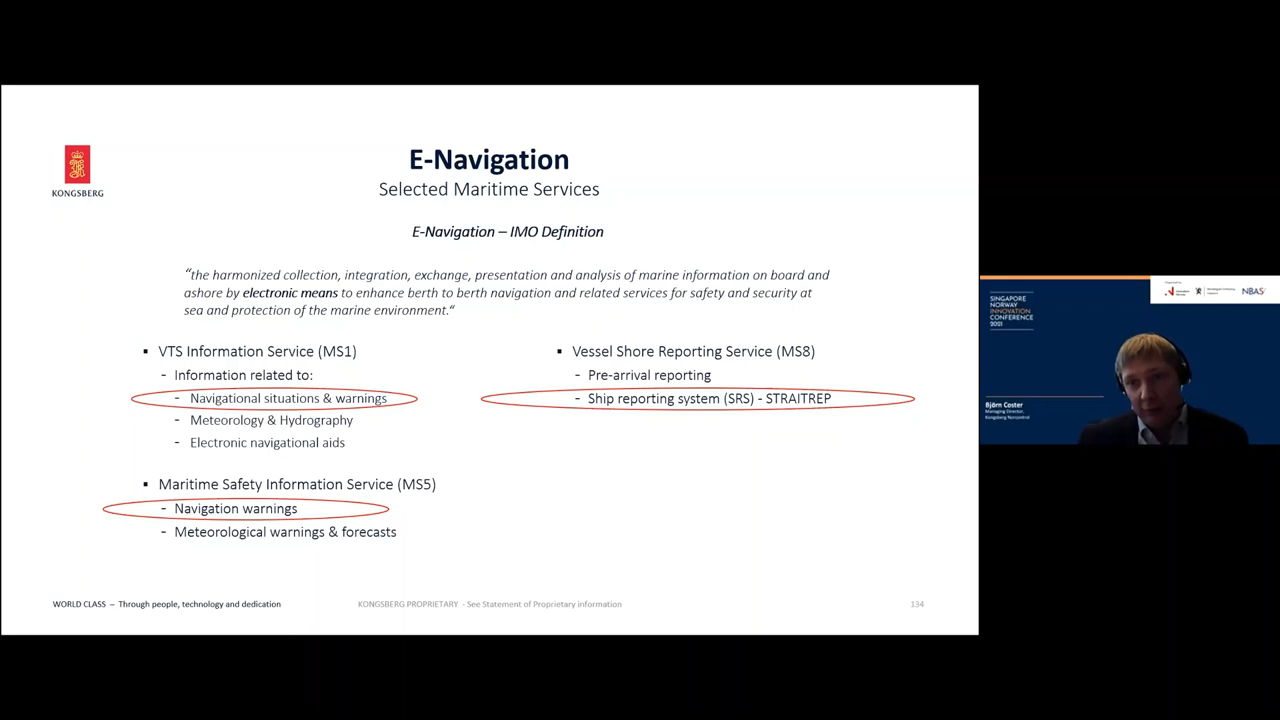 KONGSBERG
E-Navigation
Selected Maritime Services
E-Navigation – IMO Definition
“the harmonized collection, integration, exchange, presentation and analysis of marine information on board and
ashore by electronic means to enhance berth to berth navigation and related services for safety and security at
sea and protection of the marine environment.“
▪ VTS Information Service (MS1)
- Information related to:
- Navigational situations & warnings
- Meteorology & Hydrography
- Electronic navigational aids
▪ Maritime Safety Information Service (MS5)
- Navigation warnings
- Meteorological warnings & forecasts
▪ Vessel Shore Reporting Service (MS8)
- Pre-arrival reporting
- Ship reporting system (SRS) - STRAITREP
WORLD CLASS – Through people, technology and dedication
KONGSBERG PROPRIETARY - See Statement of Proprietary information
134
SINGAPORE
NORWAY
INNOVATION
CONFERENCE
2021
NBAS
Björn Coster
Managing Director,
Kongsberg Norcontrol